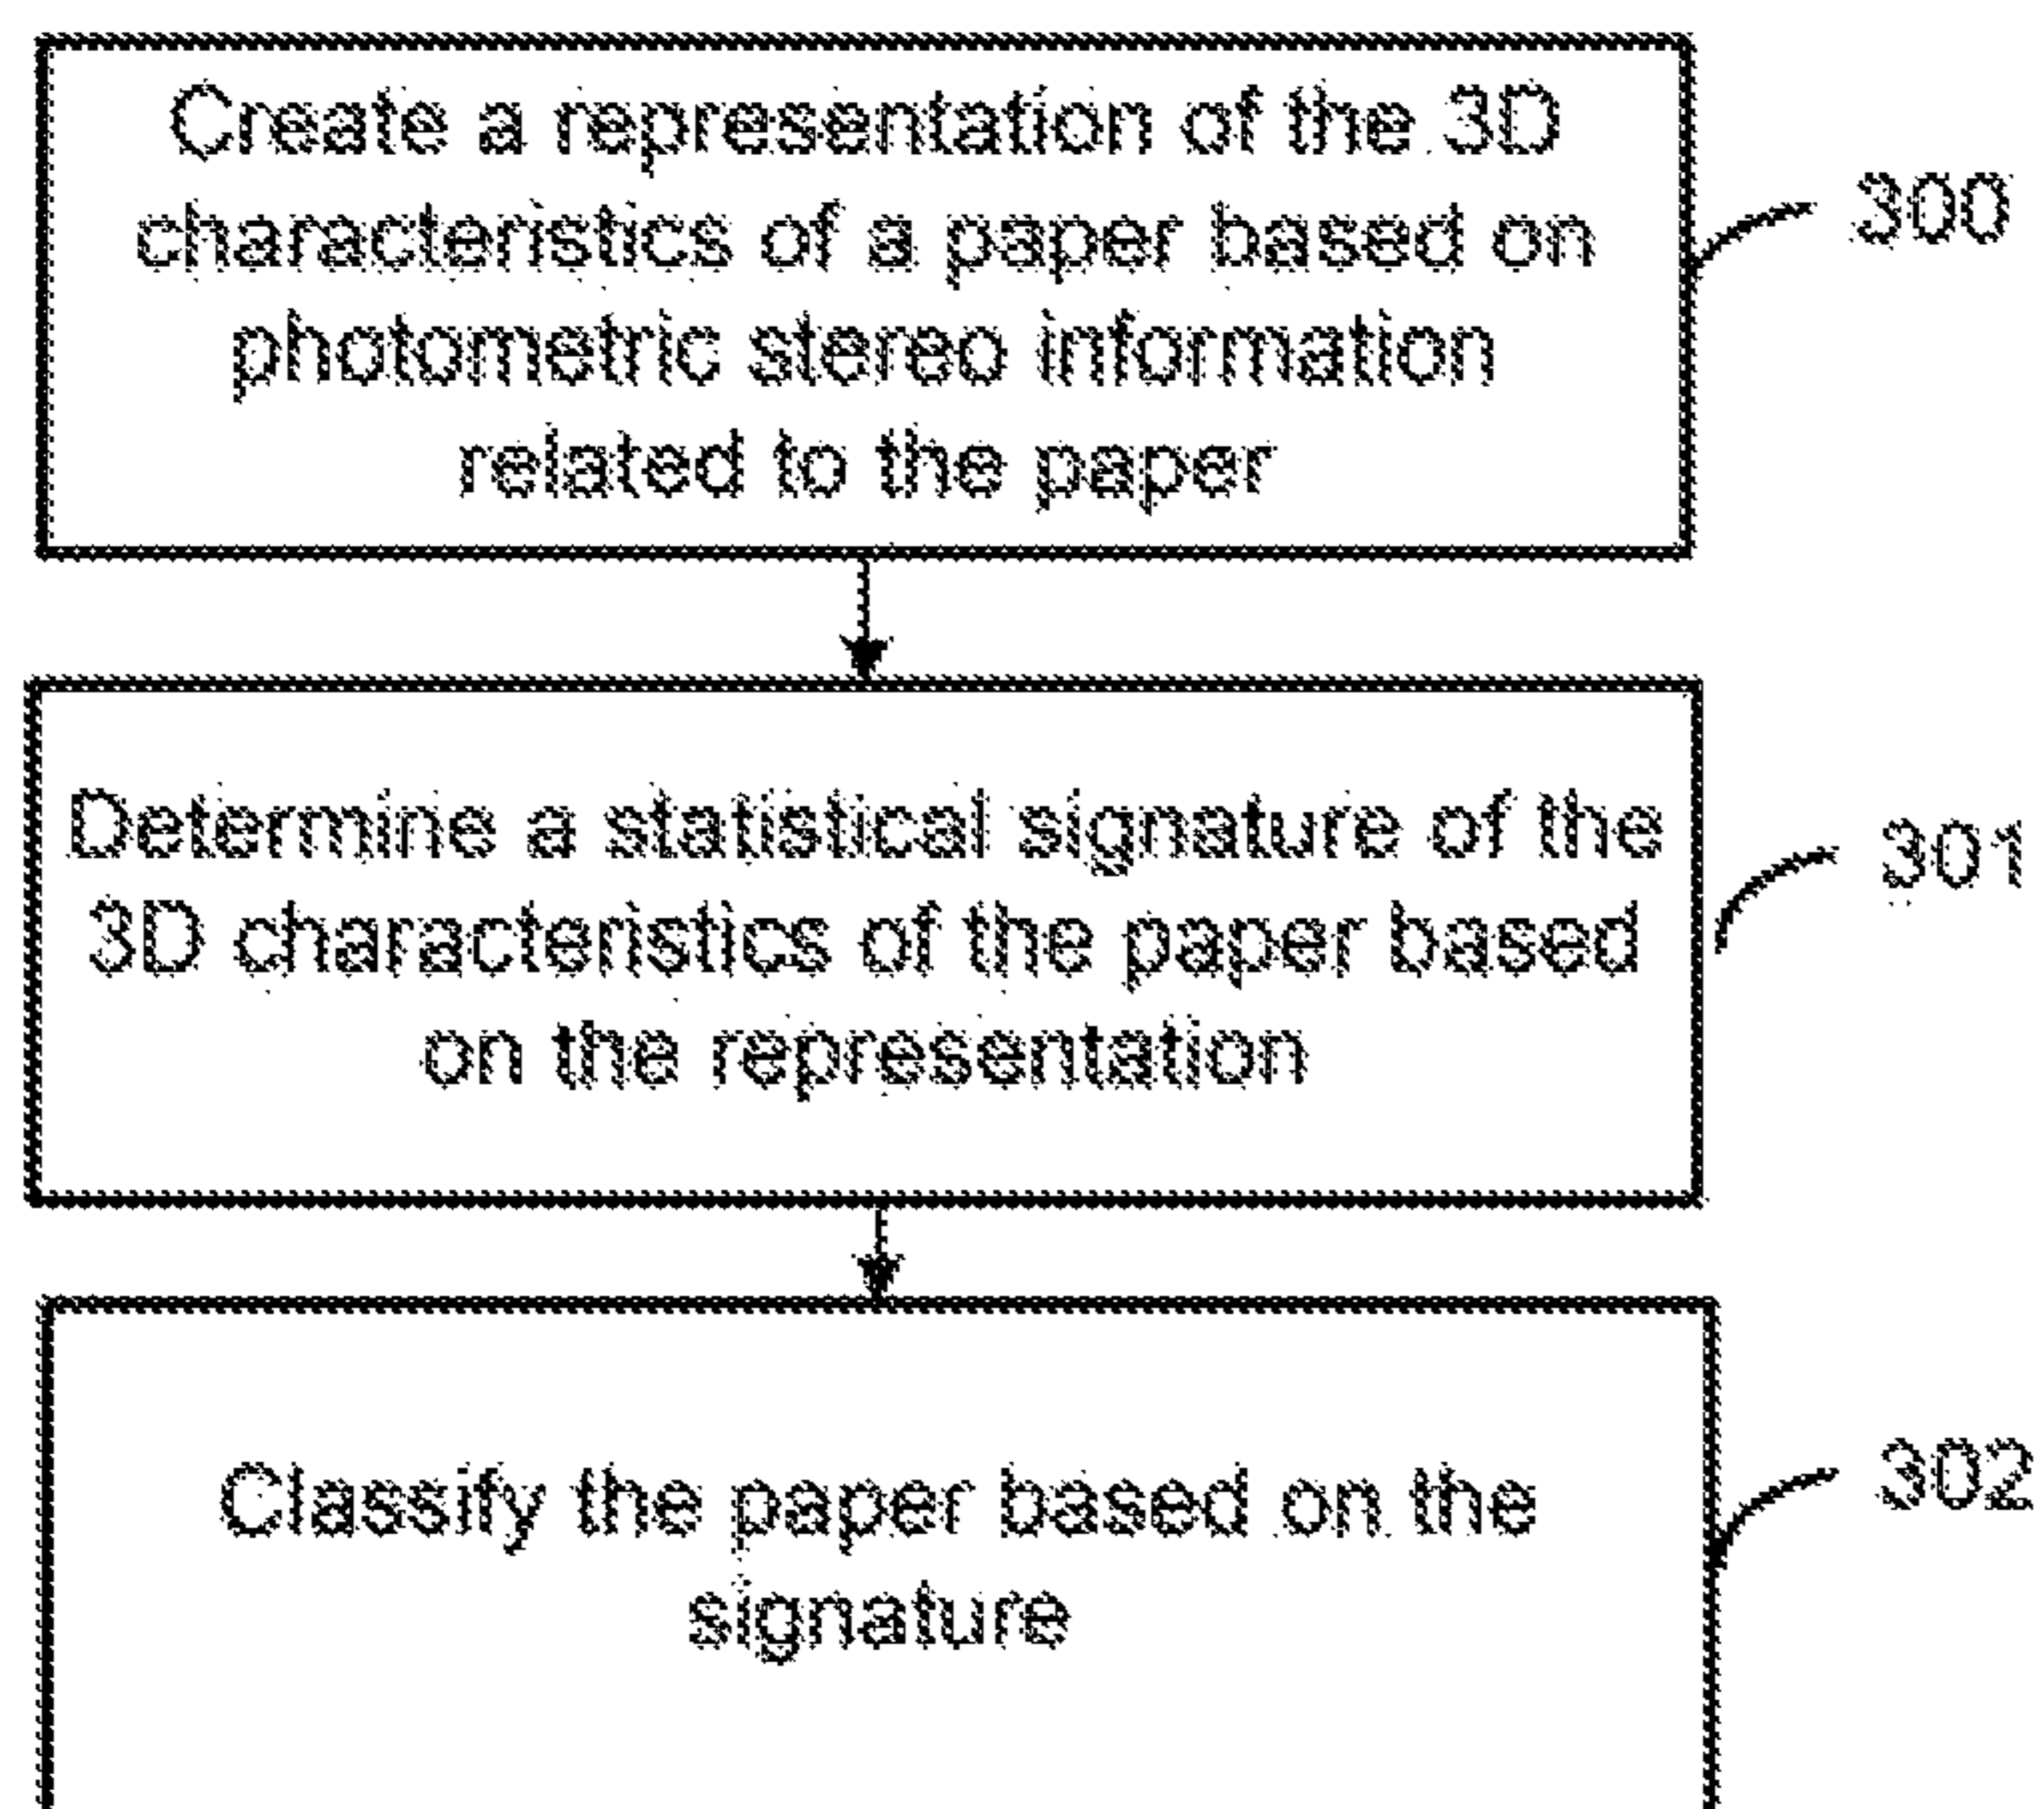 Create a representation of the 3D
characteristics of a paper based on
photometric stereo information
related to the paper
300
Determine a statistical signature of the
3D characteristics of the paper based
on the representation
301
Classify the paper based on the
signature
302